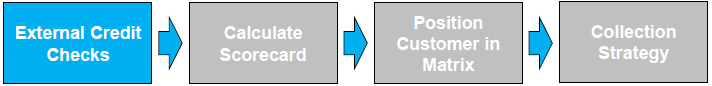 External Credit
Checks
Calculate
Scorecard
Position
Customer in
Matrix
Collection
Strategy